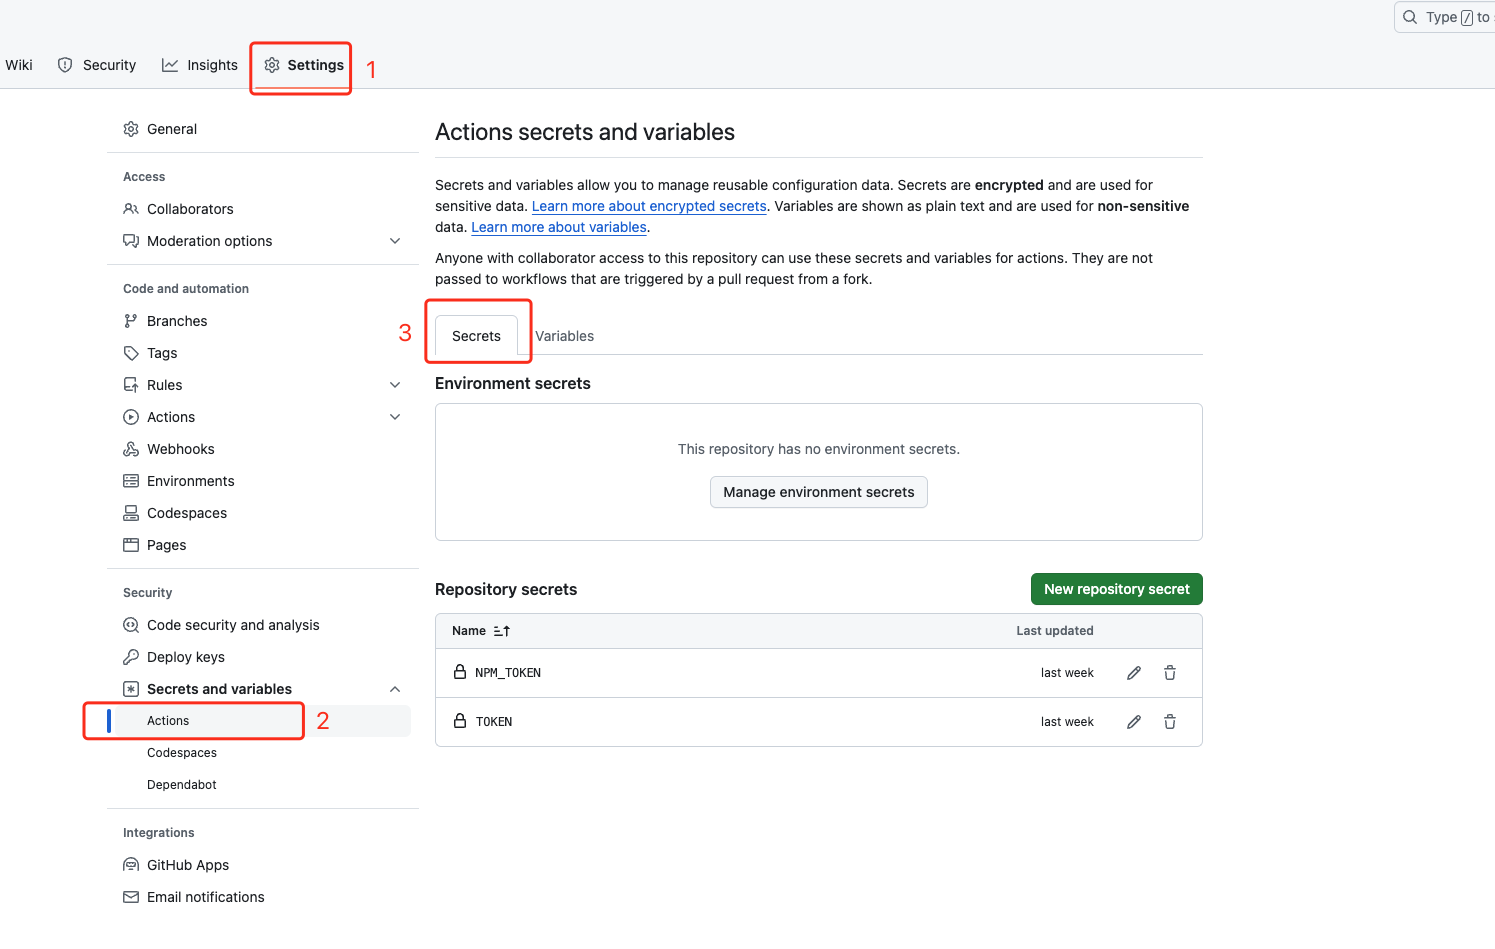 Type / to
Wiki Security Insights Settings 1
General
Access
Collaborators
Moderation options
Code and automation
Branches
Tags
Rules
Actions
Webhooks
Environments
Codespaces
Pages
Security
Code security and analysis
Deploy keys
Secrets and variables
Actions 2
Codespaces
Dependabot
Integrations
GitHub Apps
Email notifications
Actions secrets and variables
Secrets and variables allow you to manage reusable configuration data. Secrets are encrypted and are used for
sensitive data. Learn more about encrypted secrets. Variables are shown as plain text and are used for non-sensitive
data. Learn more about variables.
Anyone with collaborator access to this repository can use these secrets and variables for actions. They are not
passed to workflows that are triggered by a pull request from a fork.
3 Secrets Variables
Environment secrets
This repository has no environment secrets.
Manage environment secrets
Repository secrets New repository secret
Name Last updated
NPM_TOKEN last week
TOKEN last week